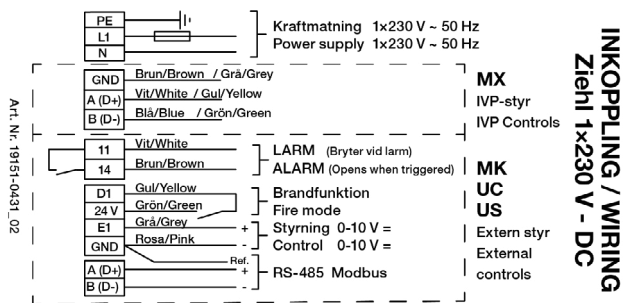 PE
L1
N
Kraftmatning 1×230 V ~ 50 Hz
Power supply 1×230 V ~ 50 Hz
GND Brun/Brown / Grå/Grey
A (D+) Vit/White / Gul/Yellow
B (D-) Blå/Blue / Grön/Green
MX
IVP-styr
IVP Controls
11 Vit/White
14 Brun/Brown
LARM (Bryter vid larm)
ALARM (Opens when triggered)
D1 Gul/Yellow
24 V Grön/Green
Brandfunktion
Fire mode
E1 Grå/Grey +
GND Rosa/Pink -
Styrning 0-10 V =
Control 0-10 V =
Ref.
A (D+) +
B (D-) -
RS-485 Modbus
MK
UC
US
Extern styr
External
controls
INKOPPLING / WIRING
Ziehl 1×230 V - DC
Art. Nr. 19151-0431_02